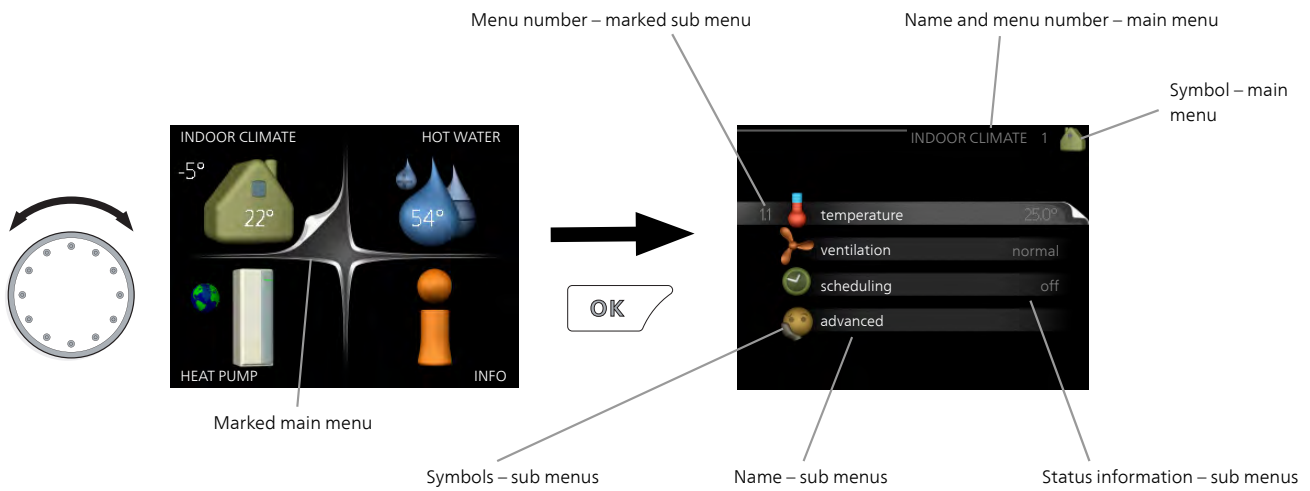 Menu number – marked sub menu
Name and menu number – main menu
Symbol – main
menu
INDOOR CLIMATE
HOT WATER
-5°
22°
54°
HEAT PUMP
INFO
Marked main menu
OK
INDOOR CLIMATE 1
1.1 temperature 25.0°
ventilation normal
scheduling off
advanced
Symbols – sub menus
Name – sub menus
Status information – sub menus